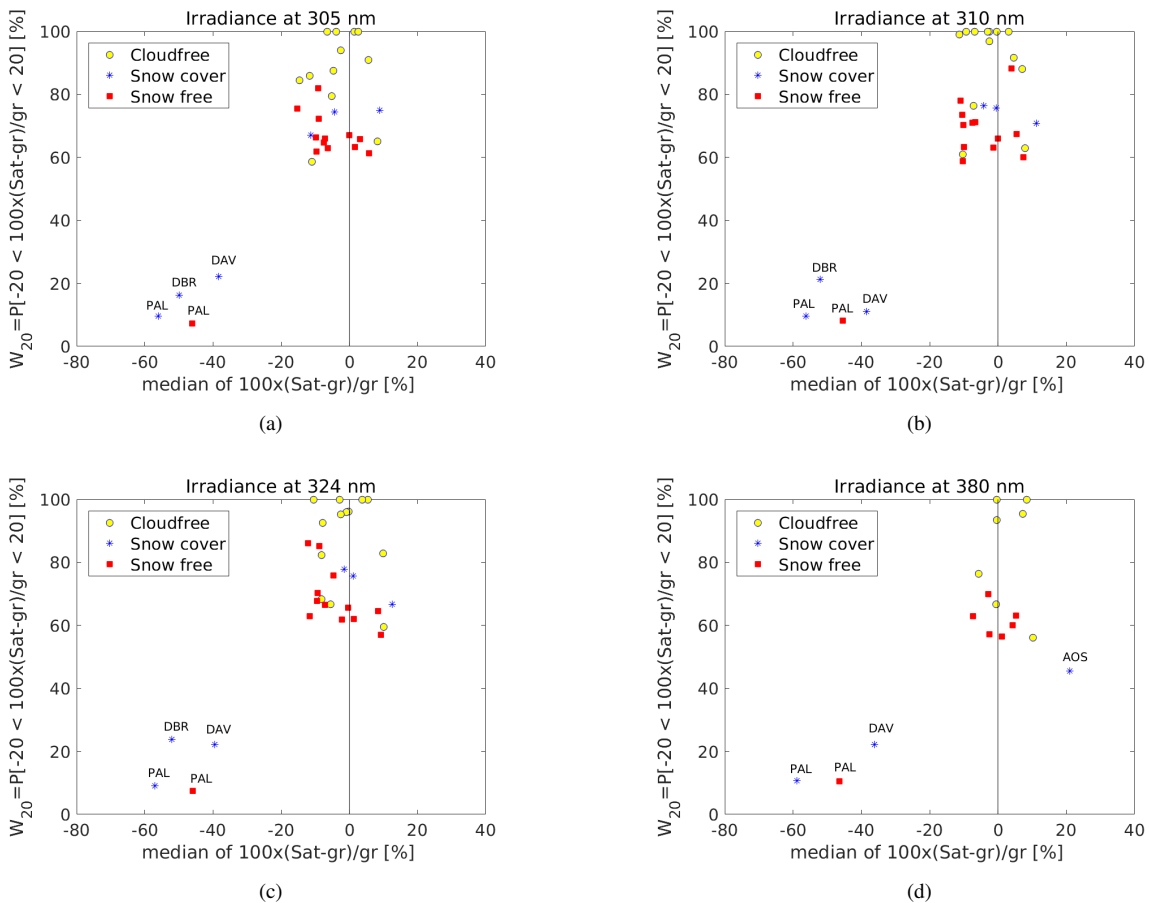 Irradiance at 305 nm
W20=P[-20 < 100x(Sat-gr)/gr < 20] [%]
100
80
60
40
20
0
Cloudfree
Snow cover
Snow free
DAV
DBR
PAL
PAL
-80 -60 -40 -20 0 20 40
median of 100x(Sat-gr)/gr [%]
(a)
Irradiance at 310 nm
W20=P[-20 < 100x(Sat-gr)/gr < 20] [%]
100
80
60
40
20
0
Cloudfree
Snow cover
Snow free
DBR
PAL
PAL
DAV
-80 -60 -40 -20 0 20 40
median of 100x(Sat-gr)/gr [%]
(b)
Irradiance at 324 nm
W20=P[-20 < 100x(Sat-gr)/gr < 20] [%]
100
80
60
40
20
0
Cloudfree
Snow cover
Snow free
DBR
DAV
PAL
PAL
-80 -60 -40 -20 0 20 40
median of 100x(Sat-gr)/gr [%]
(c)
Irradiance at 380 nm
W20=P[-20 < 100x(Sat-gr)/gr < 20] [%]
100
80
60
40
20
0
Cloudfree
Snow cover
Snow free
AOS
DAV
PAL
PAL
-80 -60 -40 -20 0 20 40
median of 100x(Sat-gr)/gr [%]
(d)